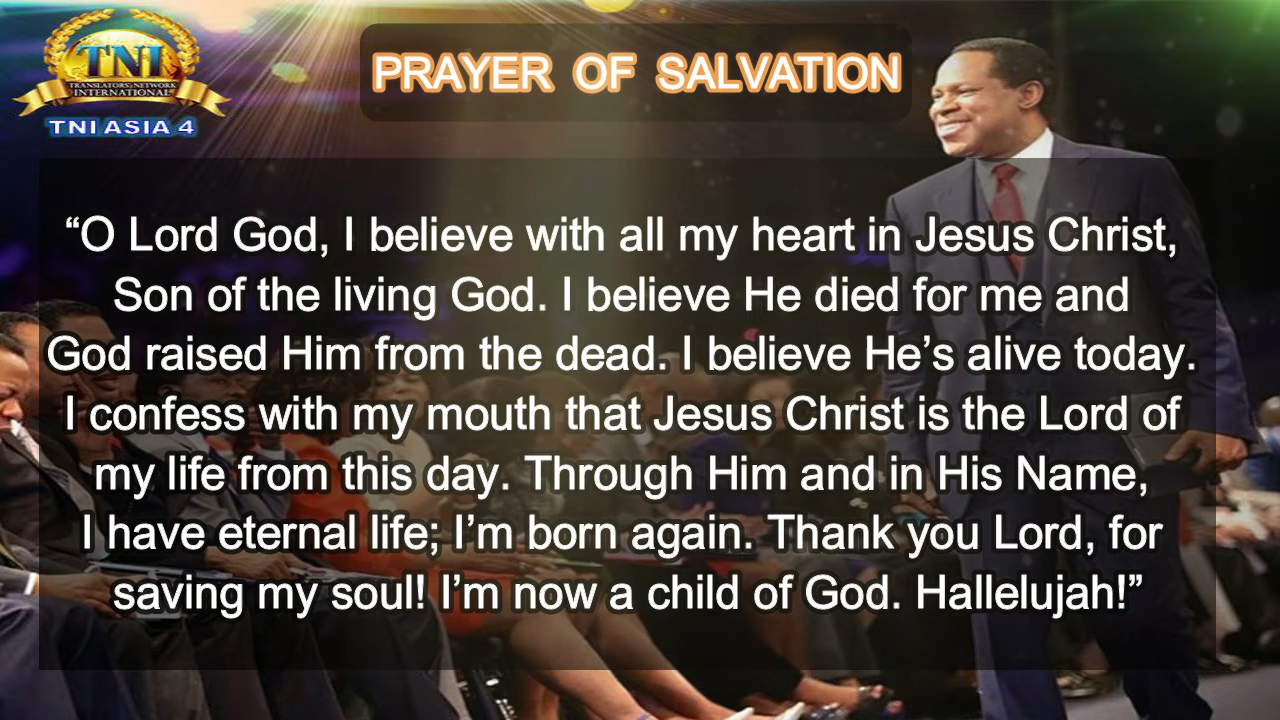 TNI
TRANSLATORS' NETWORK
INTERNATIONAL
TNI ASIA 4
PRAYER OF SALVATION
“O Lord God, I believe with all my heart in Jesus Christ,
Son of the living God. I believe He died for me and
God raised Him from the dead. I believe He’s alive today.
I confess with my mouth that Jesus Christ is the Lord of
my life from this day. Through Him and in His Name,
I have eternal life; I’m born again. Thank you Lord, for
saving my soul! I’m now a child of God. Hallelujah!”